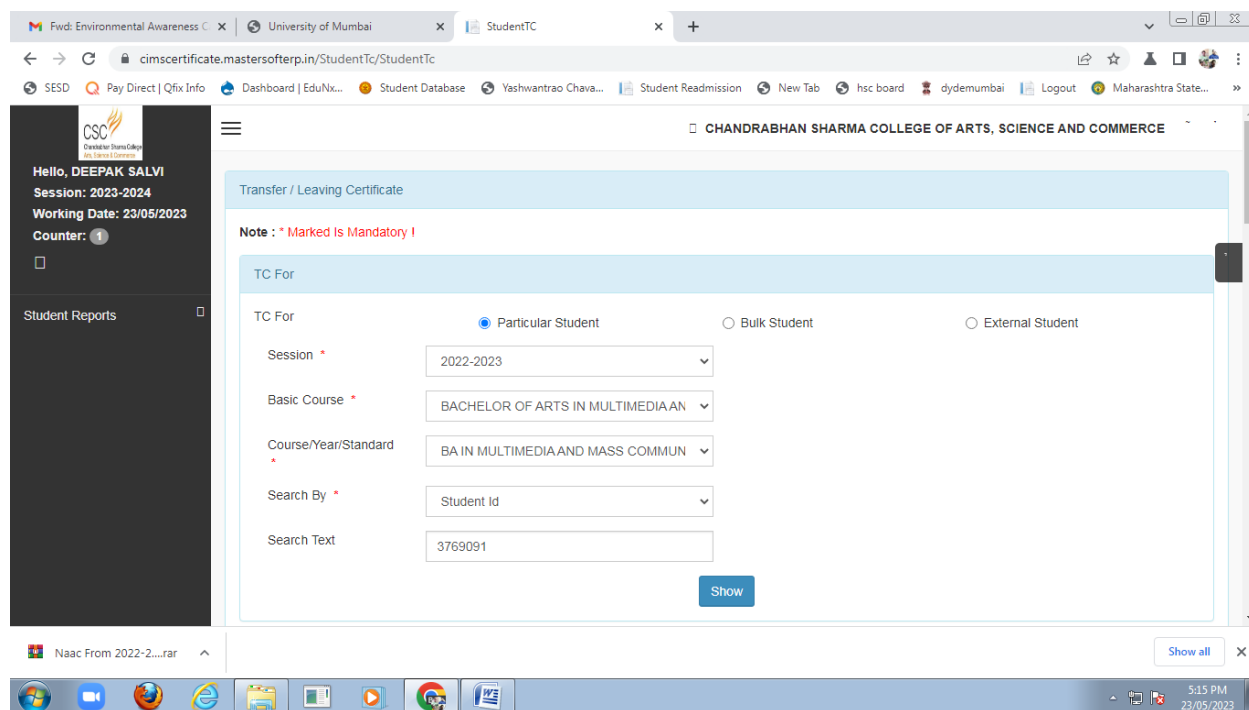 Fwd: Environmental Awareness C
University of Mumbai
StudentTC
cimscertificate.mastersofterp.in/StudentTc/StudentTc
SESD
Pay Direct | Qfix Info
Dashboard | EduNx...
Student Database
Yashwantrao Chava...
Student Readmission
New Tab
hsc board
dydemumbai
Logout
Maharashtra State...
»
CSC
Chandrabhan Sharma College
Arts, Science & Commerce
CHANDRABHAN SHARMA COLLEGE OF ARTS, SCIENCE AND COMMERCE
Hello, DEEPAK SALVI
Session: 2023-2024
Working Date: 23/05/2023
Counter: 1
Student Reports
Transfer / Leaving Certificate
Note : * Marked Is Mandatory !
TC For
TC For
Particular Student
Bulk Student
External Student
Session *
2022-2023
Basic Course *
BACHELOR OF ARTS IN MULTIMEDIA AN
Course/Year/Standard
*
BA IN MULTIMEDIA AND MASS COMMUN
Search By *
Student Id
Search Text
3769091
Show
Naac From 2022-2....rar
Show all
5:15 PM
23/05/2023